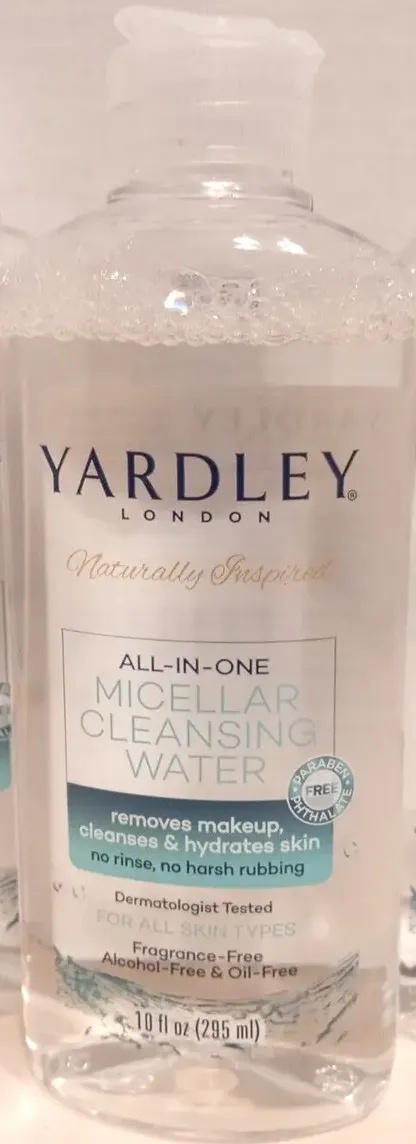 YARDLEY®
LONDON
Naturally Inspired
ALL-IN-ONE
MICELLAR
CLEANSING
WATER
PARABEN
FREE
PHTHALATE
removes makeup,
cleanses & hydrates skin
no rinse, no harsh rubbing
Dermatologist Tested
FOR ALL SKIN TYPES
Fragrance-Free
Alcohol-Free & Oil-Free
10 fl oz (295 ml)